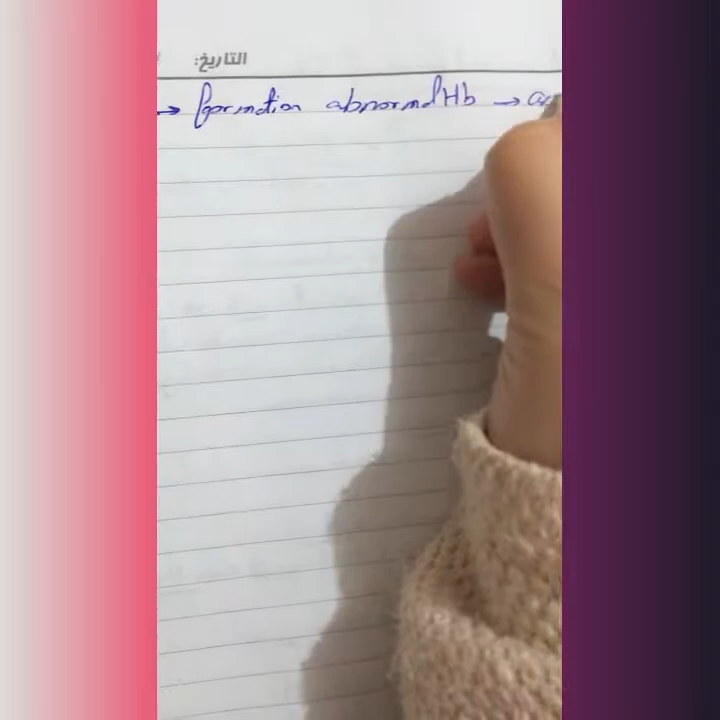 التاريخ:
→ formation abnormal Hb →